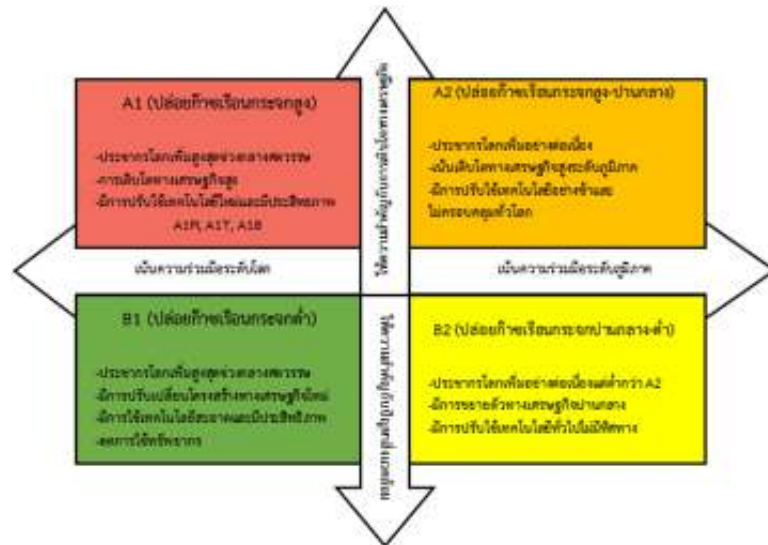 A1 (ปล่อยก๊าซเรือนกระจกสูง)
-ประชากรโลกเพิ่มสูงสุดช่วงกลางศตวรรษ
-การเติบโตทางเศรษฐกิจสูง
-มีการปรับใช้เทคโนโลยีใหม่และมีประสิทธิภาพ
A1FI, A1T, A1B
A2 (ปล่อยก๊าซเรือนกระจกสูง-ปานกลาง)
-ประชากรโลกเพิ่มอย่างต่อเนื่อง
-เน้นเติบโตทางเศรษฐกิจสูงระดับภูมิภาค
-มีการปรับใช้เทคโนโลยีอย่างช้าและ
ไม่ครอบคลุมทั่วโลก
ให้ความสำคัญกับการเติบโตทางเศรษฐกิจ
เน้นความร่วมมือระดับโลก
เน้นความร่วมมือระดับภูมิภาค
B1 (ปล่อยก๊าซเรือนกระจกต่ำ)
-ประชากรโลกเพิ่มสูงสุดช่วงกลางศตวรรษ
-มีการปรับเปลี่ยนโครงสร้างทางเศรษฐกิจใหม่
-มีการใช้เทคโนโลยีสะอาดและมีประสิทธิภาพ
-ลดการใช้ทรัพยากร
B2 (ปล่อยก๊าซเรือนกระจกปานกลาง-ต่ำ)
-ประชากรโลกเพิ่มอย่างต่อเนื่องแต่ต่ำกว่า A2
-มีการขยายตัวทางเศรษฐกิจปานกลาง
-มีการปรับใช้เทคโนโลยีทั่วไปไม่มีทิศทาง
ให้ความสำคัญกับปัญหาสิ่งแวดล้อม